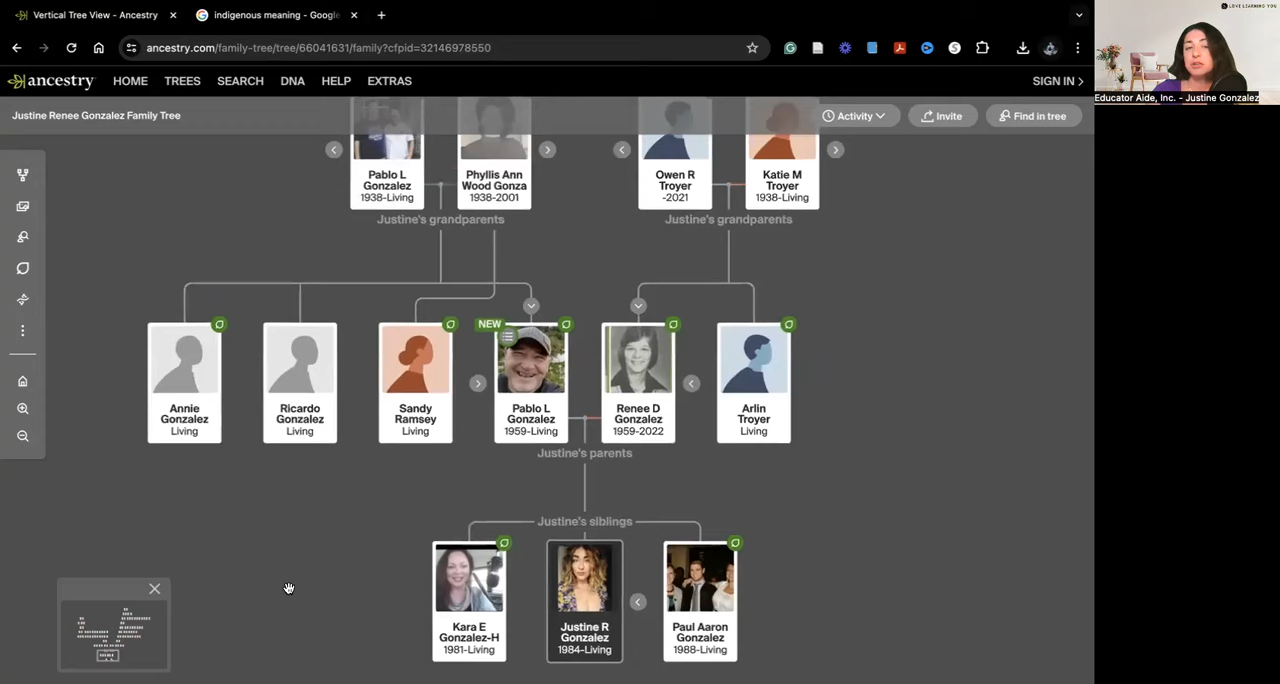 Vertical Tree View - Ancestry
indigenous meaning - Google
LOVE LEARNING YOU
ancestry.com/family-tree/tree/66041631/family?cfpid=32146978550
ancestry HOME TREES SEARCH DNA HELP EXTRAS SIGN IN
Educator Aide, Inc. - Justine Gonzalez
Justine Renee Gonzalez Family Tree
Activity
Invite
Find in tree
Pablo L
Gonzalez
1938-Living
Phyllis Ann
Wood Gonza
1938-2001
Owen R
Troyer
-2021
Katie M
Troyer
1938-Living
Justine's grandparents
Justine's grandparents
Annie
Gonzalez
Living
Ricardo
Gonzalez
Living
Sandy
Ramsey
Living
NEW
Pablo L
Gonzalez
1959-Living
Renee D
Gonzalez
1959-2022
Arlin
Troyer
Living
Justine's parents
Justine's siblings
Kara E
Gonzalez-H
1981-Living
Justine R
Gonzalez
1984-Living
Paul Aaron
Gonzalez
1988-Living